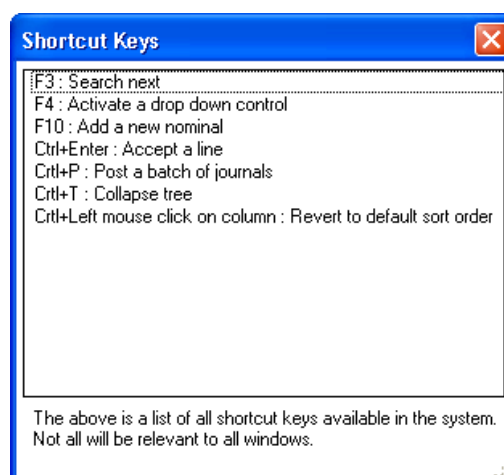 Shortcut Keys
F3 : Search next
F4 : Activate a drop down control
F10 : Add a new nominal
Ctrl+Enter : Accept a line
Crtl+P : Post a batch of journals
Crtl+T : Collapse tree
Crtl+Left mouse click on column : Revert to default sort order
The above is a list of all shortcut keys available in the system.
Not all will be relevant to all windows.